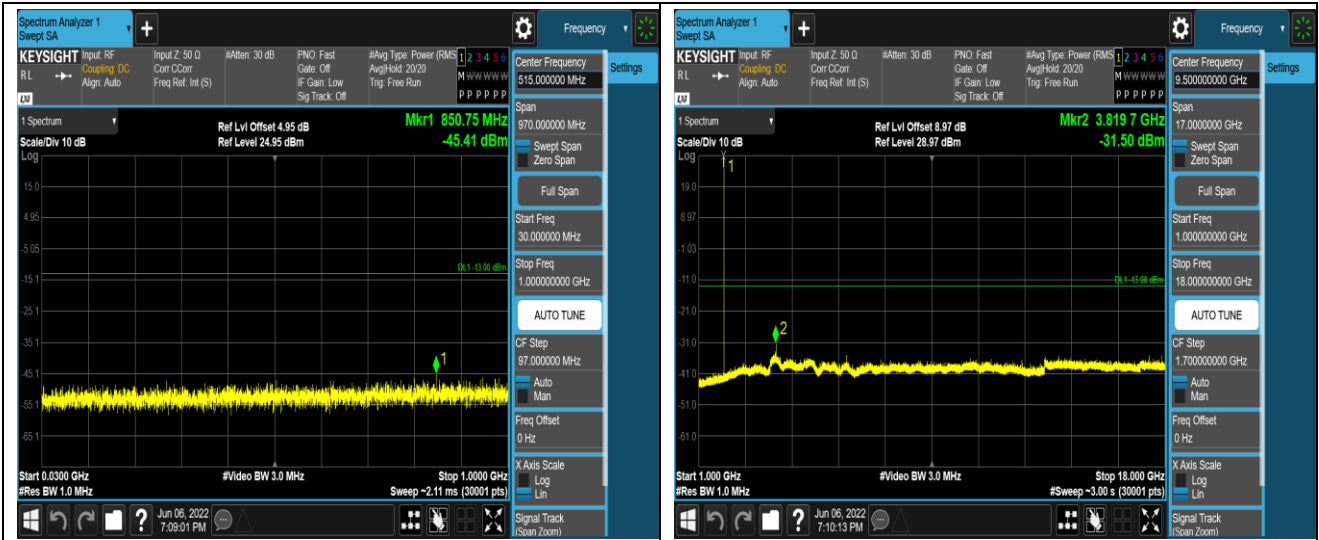 Spectrum Analyzer 1
Swept SA
+
Frequency
KEYSIGHT
RL
LXI
Input: RF
Coupling: DC
Align: Auto
Input Z: 50 Ω
Corr CCorr
Freq Ref: Int (S)
#Atten: 30 dB
PNO: Fast
Gate: Off
IF Gain: Low
Sig Track: Off
#Avg Type: Power (RMS
Avg|Hold: 20/20
Trig: Free Run
1 2 3 4 5 6
M W W W W W
P P P P P P
Center Frequency
515.000000 MHz
Settings
Span
970.000000 MHz
Swept Span
Zero Span
Full Span
Start Freq
30.000000 MHz
Stop Freq
1.000000000 GHz
AUTO TUNE
CF Step
97.000000 MHz
Auto
Man
Freq Offset
0 Hz
X Axis Scale
Log
Lin
Signal Track
(Span Zoom)
1 Spectrum
Scale/Div 10 dB
Log
Ref Lvl Offset 4.95 dB
Ref Level 24.95 dBm
Mkr1 850.75 MHz
-45.41 dBm
15.0
4.95
-5.05
DL1 -13.00 dBm
-15.1
-25.1
-35.1
1
-45.1
-55.1
-65.1
Start 0.0300 GHz
#Res BW 1.0 MHz
#Video BW 3.0 MHz
Stop 1.0000 GHz
Sweep ~2.11 ms (30001 pts)
?
Jun 06, 2022
7:09:01 PM
Spectrum Analyzer 1
Swept SA
+
Frequency
KEYSIGHT
RL
LXI
Input: RF
Coupling: DC
Align: Auto
Input Z: 50 Ω
Corr CCorr
Freq Ref: Int (S)
#Atten: 30 dB
PNO: Fast
Gate: Off
IF Gain: Low
Sig Track: Off
#Avg Type: Power (RMS
Avg|Hold: 20/20
Trig: Free Run
1 2 3 4 5 6
M W W W W W
P P P P P P
Center Frequency
9.500000000 GHz
Settings
Span
17.0000000 GHz
Swept Span
Zero Span
Full Span
Start Freq
1.000000000 GHz
Stop Freq
18.000000000 GHz
AUTO TUNE
CF Step
1.700000000 GHz
Auto
Man
Freq Offset
0 Hz
X Axis Scale
Log
Lin
Signal Track
(Span Zoom)
1 Spectrum
Scale/Div 10 dB
Log
Ref Lvl Offset 8.97 dB
Ref Level 28.97 dBm
Mkr2 3.819 7 GHz
-31.50 dBm
1
19.0
8.97
-1.03
-11.0
DL1 -13.00 dBm
-21.0
2
-31.0
-41.0
-51.0
-61.0
Start 1.000 GHz
#Res BW 1.0 MHz
#Video BW 3.0 MHz
Stop 18.000 GHz
#Sweep ~3.00 s (30001 pts)
?
Jun 06, 2022
7:10:13 PM